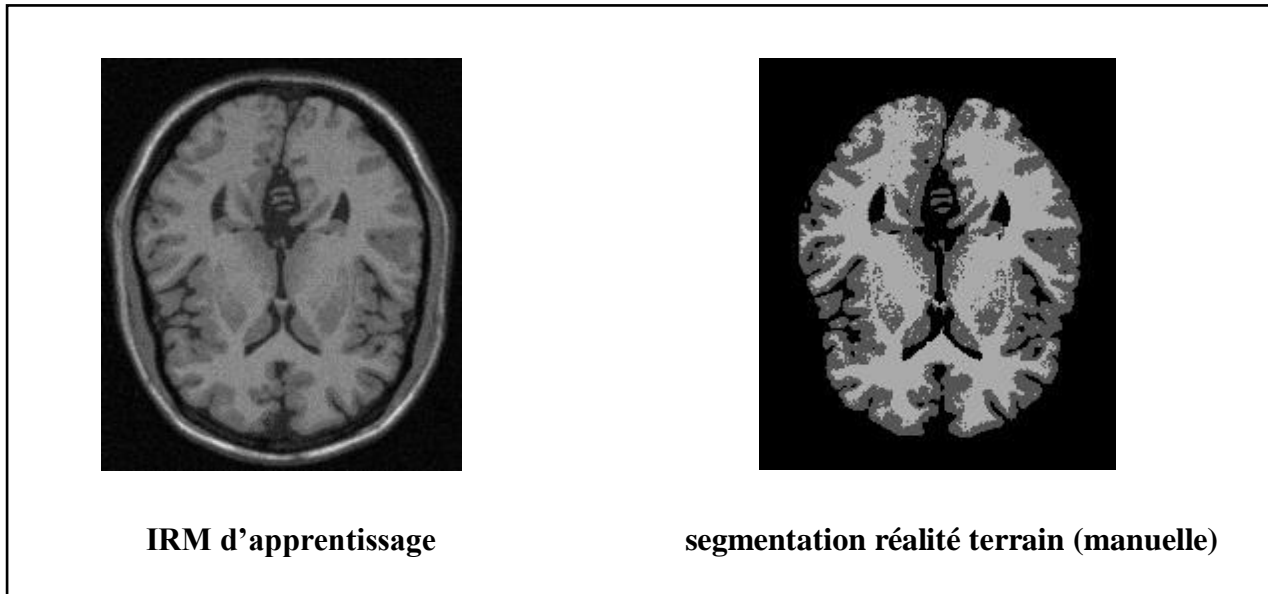 IRM d’apprentissage
segmentation réalité terrain (manuelle)